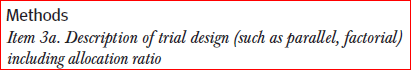 Methods
Item 3a. Description of trial design (such as parallel, factorial)
including allocation ratio